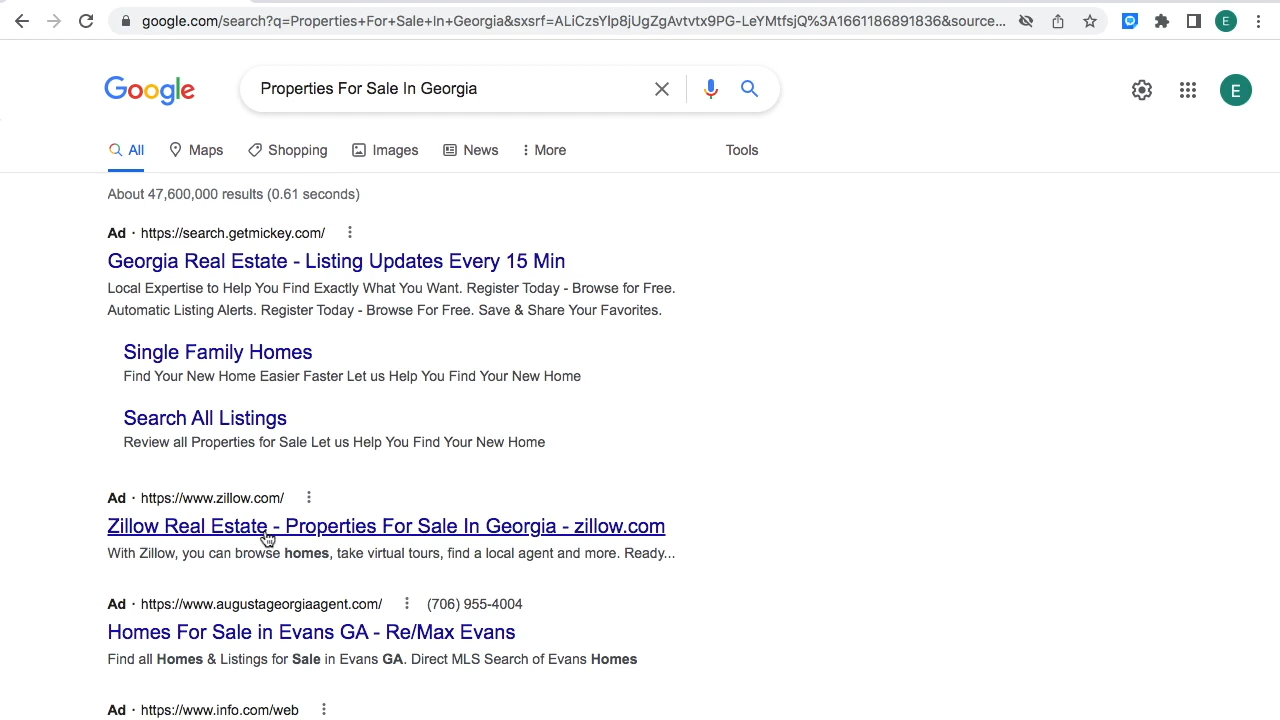 google.com/search?q=Properties+For+Sale+In+Georgia&sxsrf=ALiCzsYIp8jUgZgAvtvtx9PG-LeYMtfsjQ%3A1661186891836&source...
E
Google
Properties For Sale In Georgia
E
All Maps Shopping Images News More Tools
About 47,600,000 results (0.61 seconds)
Ad · https://search.getmickey.com/
Georgia Real Estate - Listing Updates Every 15 Min
Local Expertise to Help You Find Exactly What You Want. Register Today - Browse for Free.
Automatic Listing Alerts. Register Today - Browse For Free. Save & Share Your Favorites.
Single Family Homes
Find Your New Home Easier Faster Let us Help You Find Your New Home
Search All Listings
Review all Properties for Sale Let us Help You Find Your New Home
Ad · https://www.zillow.com/
Zillow Real Estate - Properties For Sale In Georgia - zillow.com
With Zillow, you can browse homes, take virtual tours, find a local agent and more. Ready...
Ad · https://www.augustageorgiaagent.com/ (706) 955-4004
Homes For Sale in Evans GA - Re/Max Evans
Find all Homes & Listings for Sale in Evans GA. Direct MLS Search of Evans Homes
Ad · https://www.info.com/web